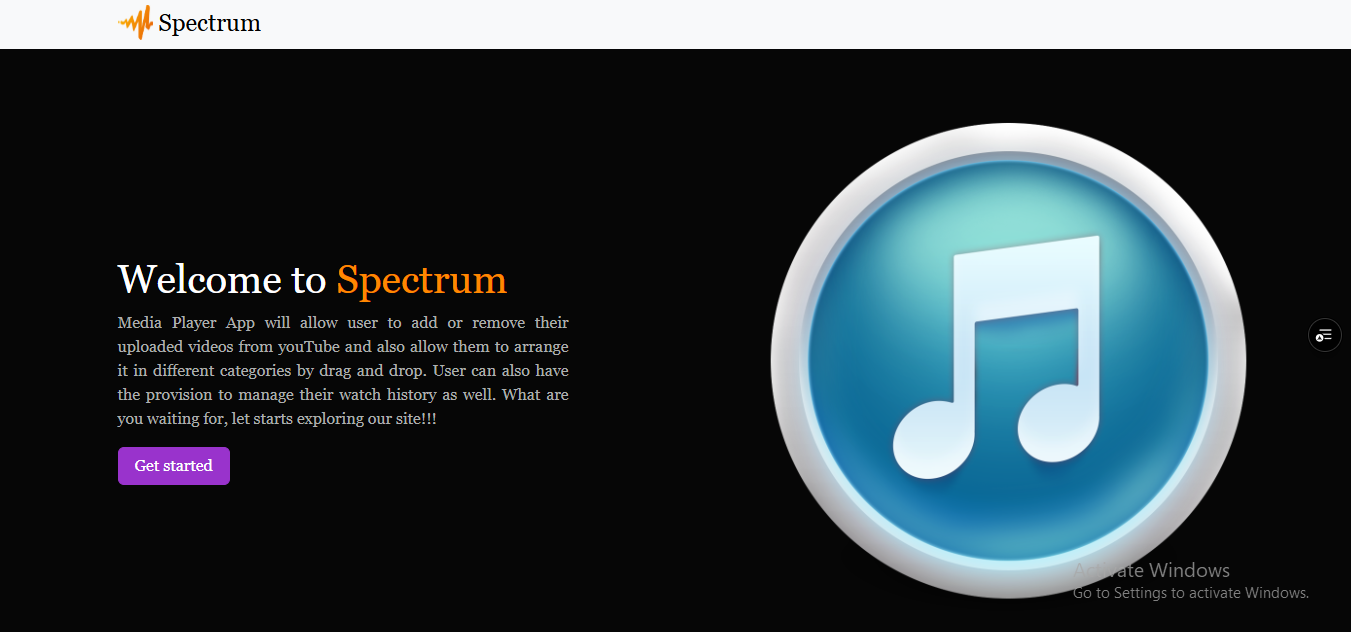 Spectrum
Welcome to Spectrum
Media Player App will allow user to add or remove their
uploaded videos from youTube and also allow them to arrange
it in different categories by drag and drop. User can also have
the provision to manage their watch history as well. What are
you waiting for, let starts exploring our site!!!
Get started
Activate Windows
Go to Settings to activate Windows.